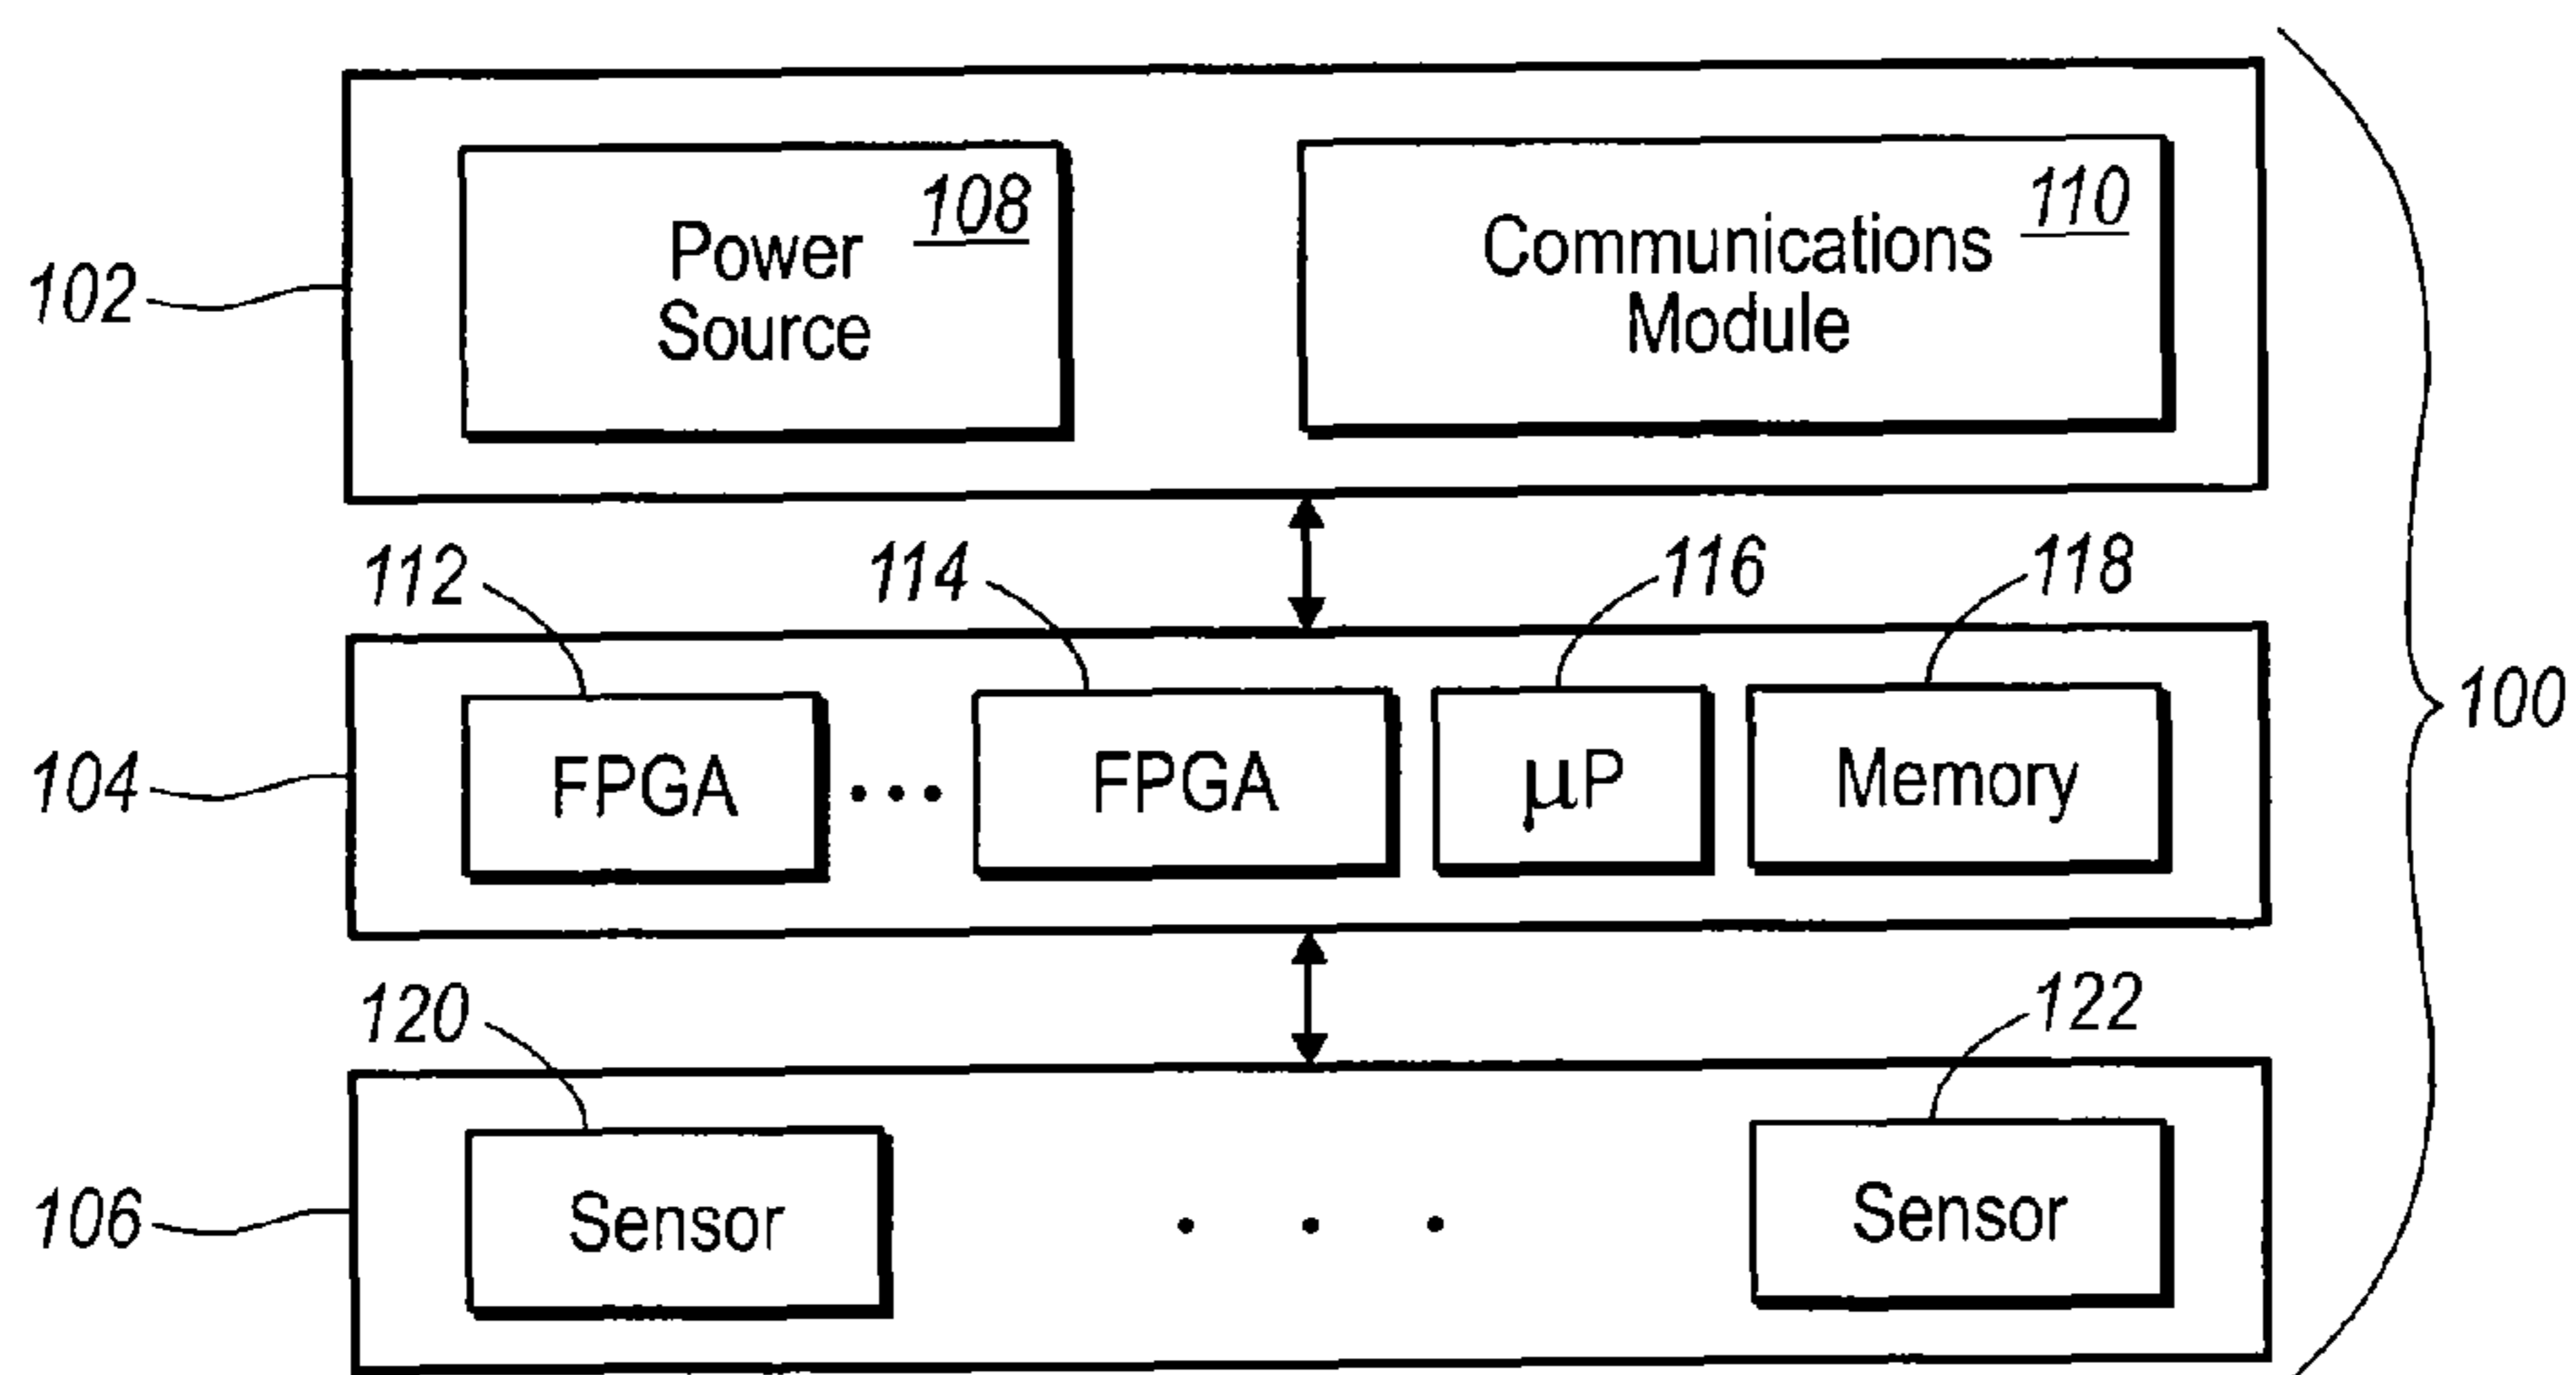 108
Power
Source
110
Communications
Module
102
112
114
116
118
100
104
FPGA
• • •
FPGA
µP
Memory
120
122
106
Sensor
• • •
Sensor